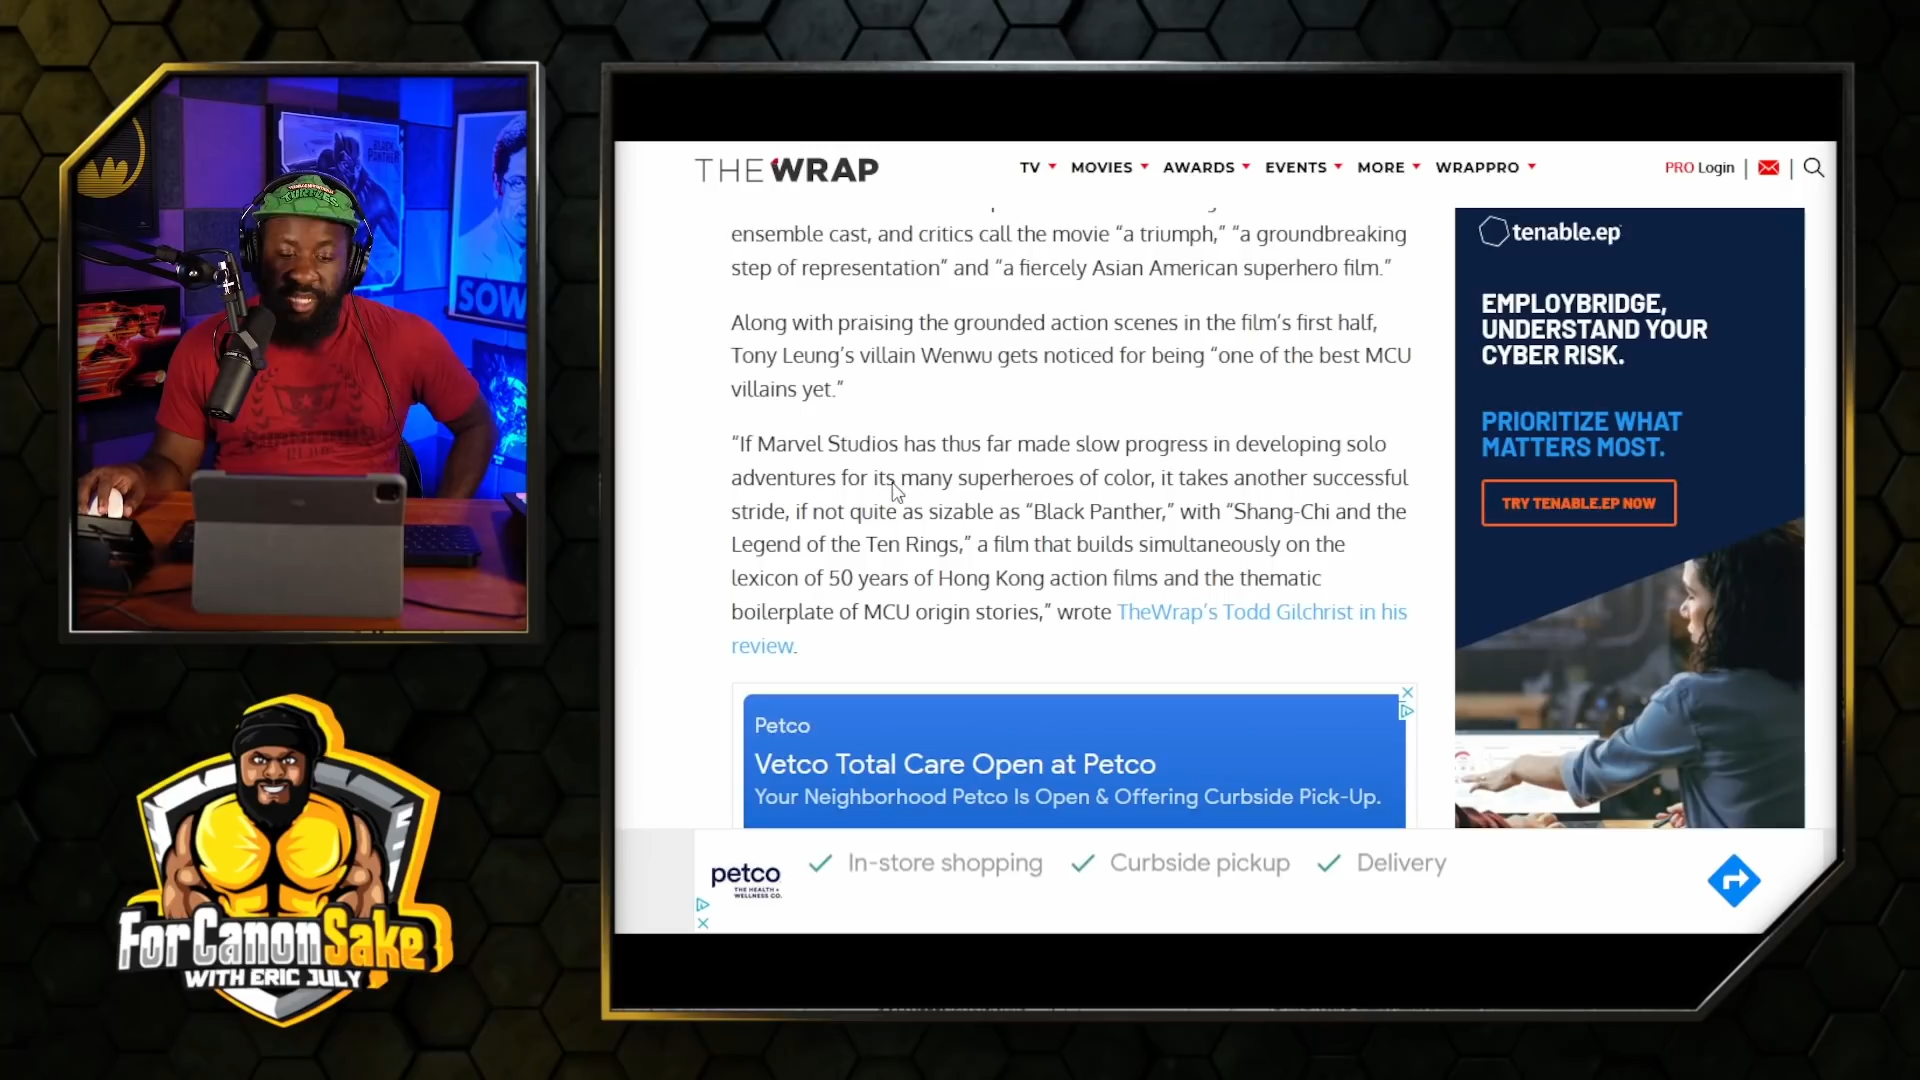 BLACK
PANTHER
TURTLES
SOW
ForCanonSake
WITH ERIC JULY
THE WRAP
TV MOVIES AWARDS EVENTS MORE WRAPPRO
PRO Login
ensemble cast, and critics call the movie “a triumph,” “a groundbreaking
step of representation” and “a fiercely Asian American superhero film.”
Along with praising the grounded action scenes in the film’s first half,
Tony Leung’s villain Wenwu gets noticed for being “one of the best MCU
villains yet.”
“If Marvel Studios has thus far made slow progress in developing solo
adventures for its many superheroes of color, it takes another successful
stride, if not quite as sizable as “Black Panther,” with “Shang-Chi and the
Legend of the Ten Rings,” a film that builds simultaneously on the
lexicon of 50 years of Hong Kong action films and the thematic
boilerplate of MCU origin stories,” wrote TheWrap’s Todd Gilchrist in his
review.
Petco
Vetco Total Care Open at Petco
Your Neighborhood Petco Is Open & Offering Curbside Pick-Up.
petco
THE HEALTH +
WELLNESS CO.
In-store shopping Curbside pickup Delivery
tenable.ep
EMPLOYBRIDGE,
UNDERSTAND YOUR
CYBER RISK.
PRIORITIZE WHAT
MATTERS MOST.
TRY TENABLE.EP NOW